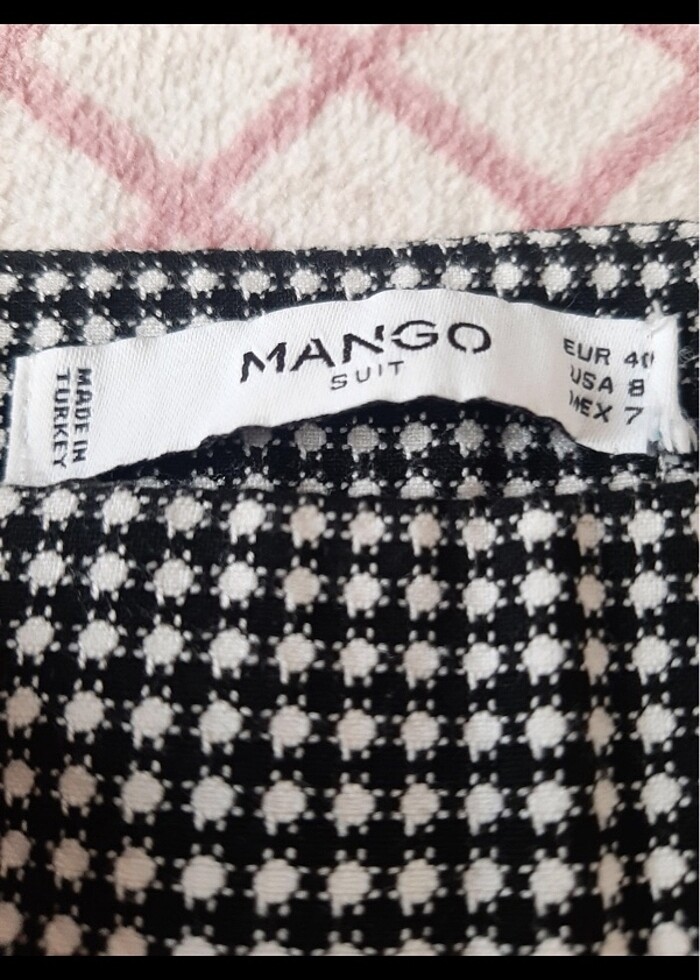 MADE IN
TURKEY
MANGO
SUIT
EUR 40
USA 8
MEX 7